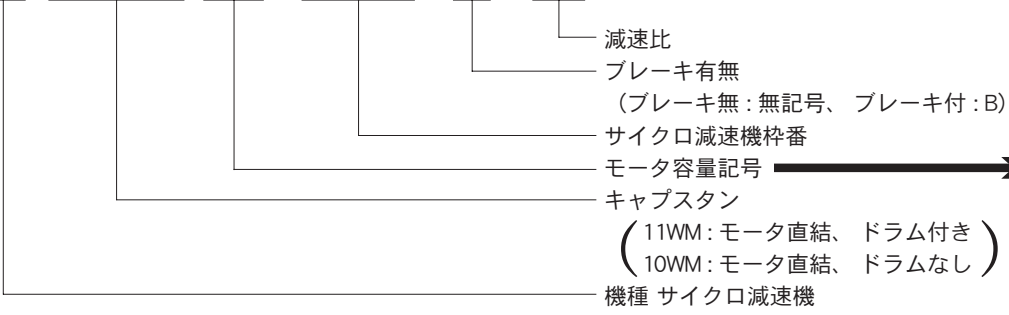 減速比
ブレーキ有無
（ブレーキ無 : 無記号、 ブレーキ付 : B）
サイクロ減速機枠番
モータ容量記号
キャプスタン
11WM : モータ直結、 ドラム付き
10WM : モータ直結、 ドラムなし
機種 サイクロ減速機